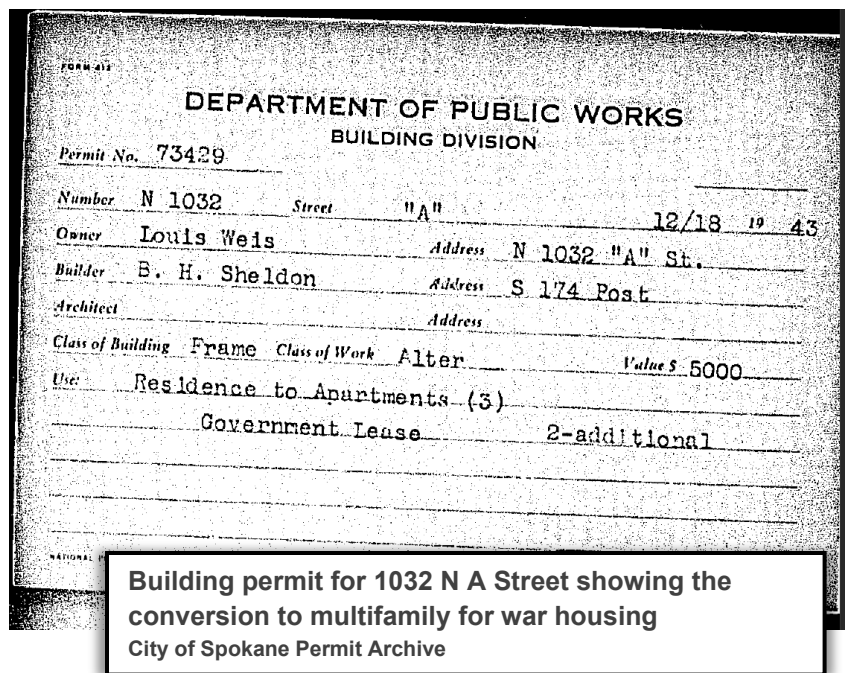 FORM 413
DEPARTMENT OF PUBLIC WORKS
BUILDING DIVISION
Permit No. 73429
Number N 1032 Street "A" 12/18 19 43
Owner Louis Weis Address N 1032 "A" St.
Builder B. H. Sheldon Address S 174 Post
Architect Address
Class of Building Frame Class of Work Alter Value $ 5000
Use: Residence to Apartments (3)
Government Lease 2-additional
NATIONAL
Building permit for 1032 N A Street showing the
conversion to multifamily for war housing
City of Spokane Permit Archive